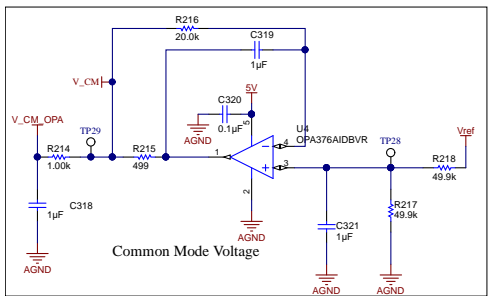 R216
20.0k
C319
1µF
V_CM
C320
0.1µF
5V
U4
OPA376AIDBVR
V_CM_OPA
TP29
TP28
Vref
R214
1.00k
R215
499
1
5
4
3
2
R218
49.9k
AGND
C318
1µF
C321
1µF
R217
49.9k
AGND
Common Mode Voltage
AGND
AGND
AGND